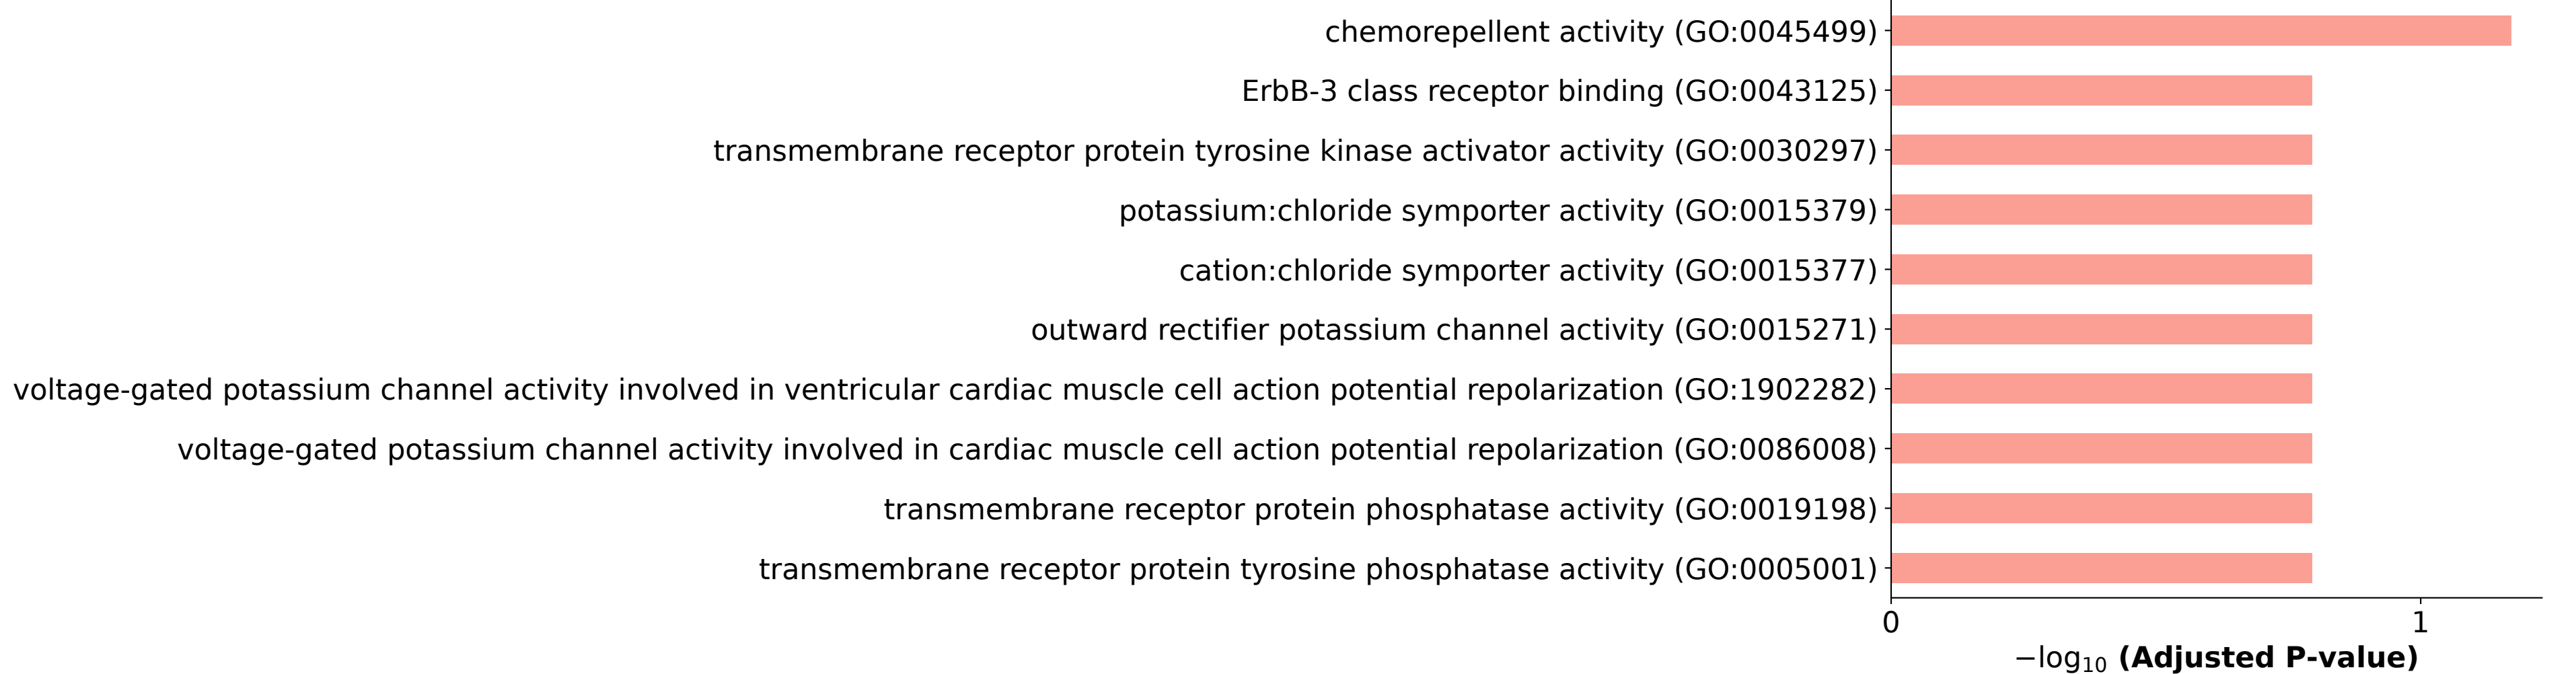 chemorepellent activity (GO:0045499)
ErbB-3 class receptor binding (GO:0043125)
transmembrane receptor protein tyrosine kinase activator activity (GO:0030297)
potassium:chloride symporter activity (GO:0015379)
cation:chloride symporter activity (GO:0015377)
outward rectifier potassium channel activity (GO:0015271)
voltage-gated potassium channel activity involved in ventricular cardiac muscle cell action potential repolarization (GO:1902282)
voltage-gated potassium channel activity involved in cardiac muscle cell action potential repolarization (GO:0086008)
transmembrane receptor protein phosphatase activity (GO:0019198)
transmembrane receptor protein tyrosine phosphatase activity (GO:0005001)
0 1
−log₁₀ (Adjusted P-value)